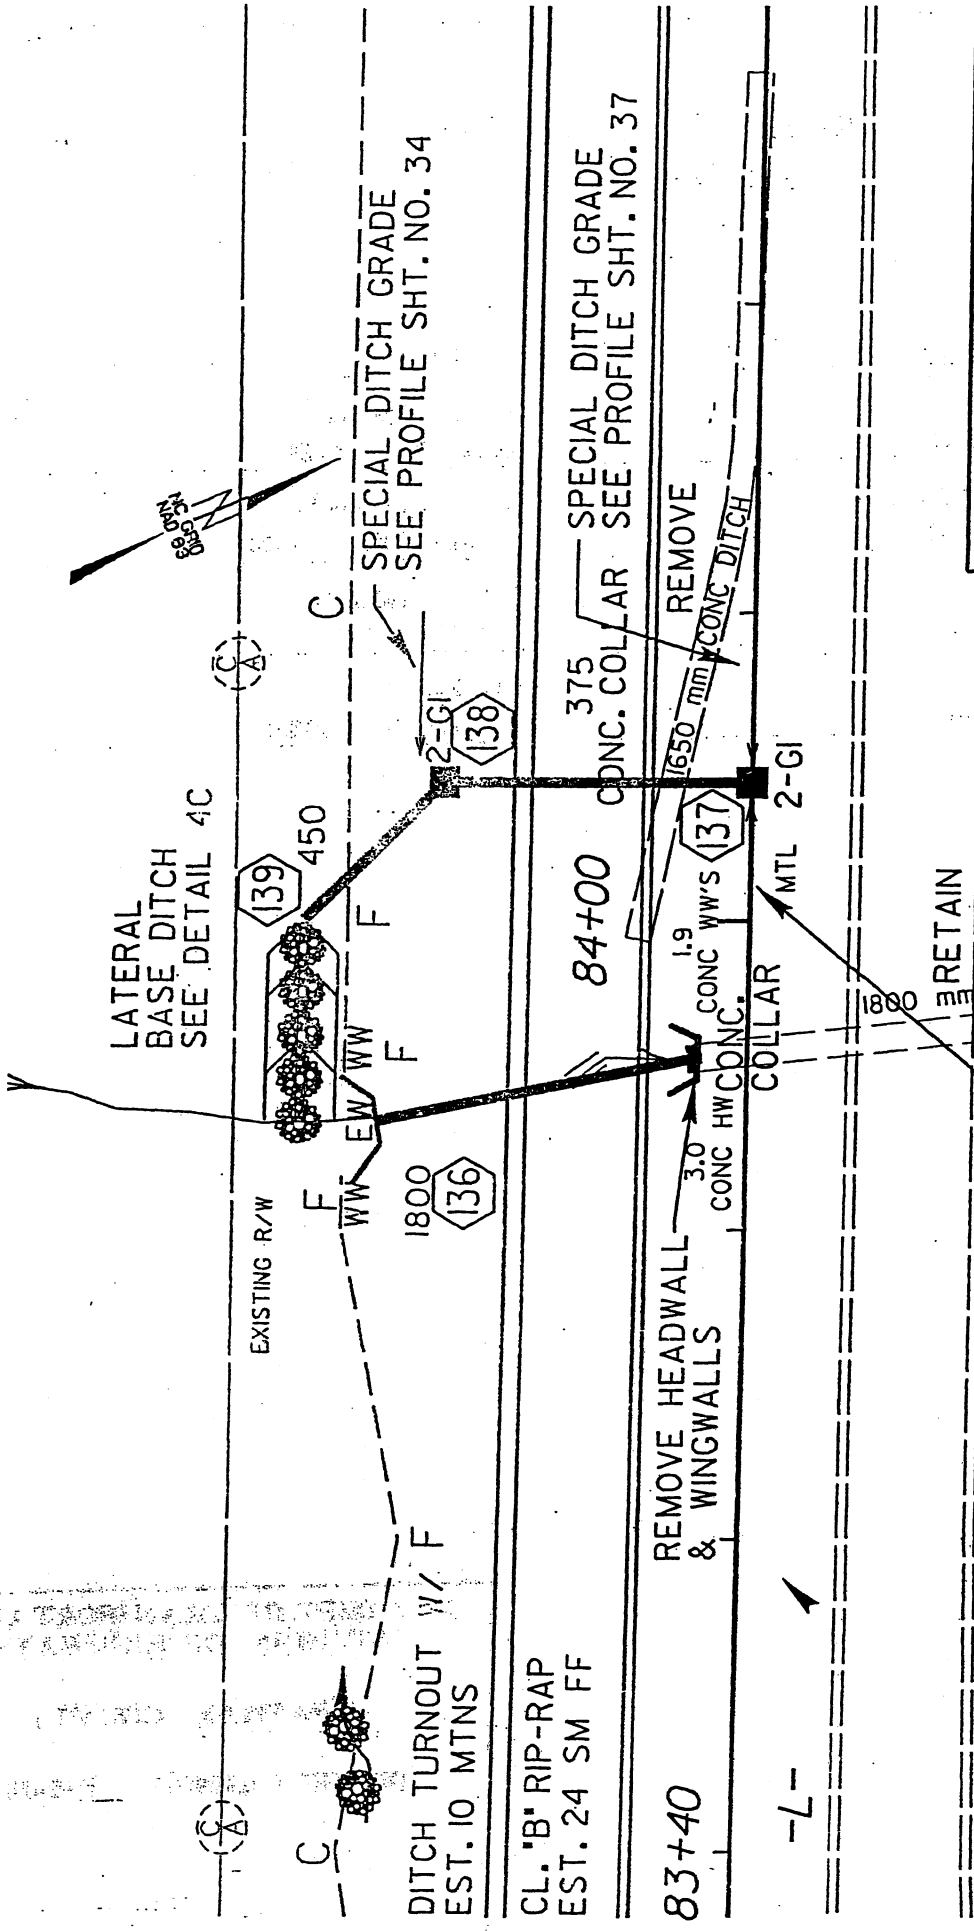 LATERAL
BASE DITCH
SEE DETAIL 4C
NC GRID
NAD 83
C
A
C
SPECIAL DITCH GRADE
SEE PROFILE SHT. NO. 34
139
450
F
2-GI
138
375
CONC. COLLAR
SPECIAL DITCH GRADE
SEE PROFILE SHT. NO. 37
REMOVE
1650 mm CONC DITCH
84+00
137
2-GI
MTL
1.9
CONC WW'S
CONC.
COLLAR
1800
RETAIN
EXISTING R/W
F
WW
EW
WW
F
1800
136
3.0
CONC HW
REMOVE HEADWALL
& WINGWALLS
C
A
C
F
DITCH TURNOUT W/
EST. 10 MTNS
CL. "B" RIP-RAP
EST. 24 SM FF
83+40
-L-